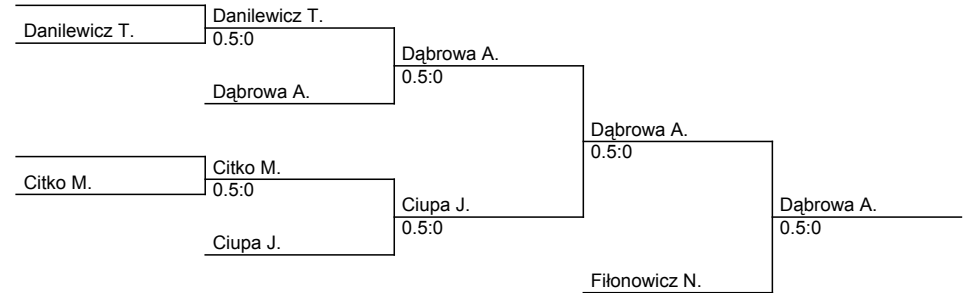 Danilewicz T.
Danilewicz T.
0.5:0
Dąbrowa A.
0.5:0
Dąbrowa A.
Dąbrowa A.
0.5:0
Citko M.
Citko M.
0.5:0
Ciupa J.
0.5:0
Dąbrowa A.
0.5:0
Ciupa J.
Fiłonowicz N.